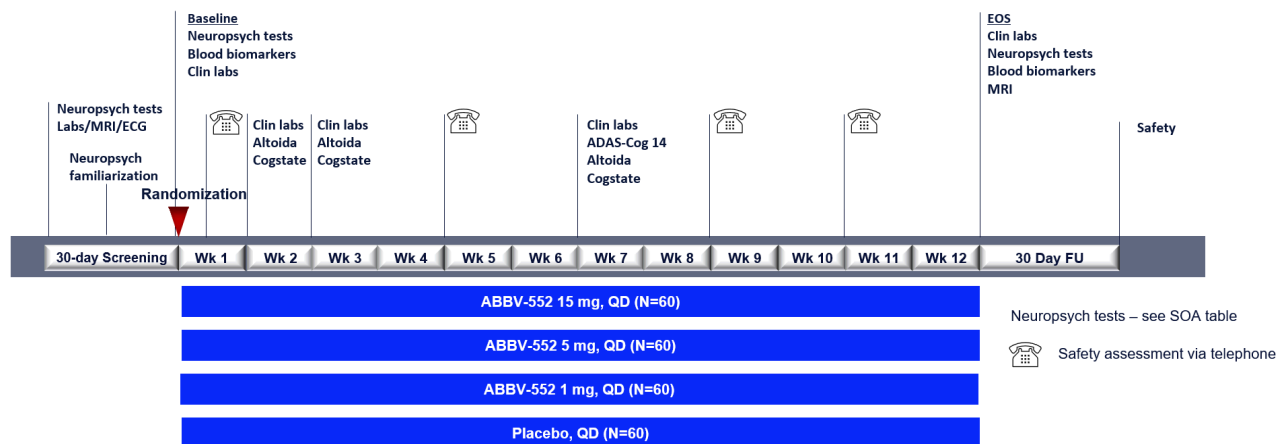 Baseline
Neuropsych tests
Blood biomarkers
Clin labs
EOS
Clin labs
Neuropsych tests
Blood biomarkers
MRI
Neuropsych tests
Labs/MRI/ECG
Neuropsych
familiarization
Randomization
Clin labs
Altoida
Cogstate
Clin labs
Altoida
Cogstate
Clin labs
ADAS-Cog 14
Altoida
Cogstate
Safety
30-day Screening
Wk 1
Wk 2
Wk 3
Wk 4
Wk 5
Wk 6
Wk 7
Wk 8
Wk 9
Wk 10
Wk 11
Wk 12
30 Day FU
ABBV-552 15 mg, QD (N=60)
ABBV-552 5 mg, QD (N=60)
ABBV-552 1 mg, QD (N=60)
Placebo, QD (N=60)
Neuropsych tests – see SOA table
Safety assessment via telephone